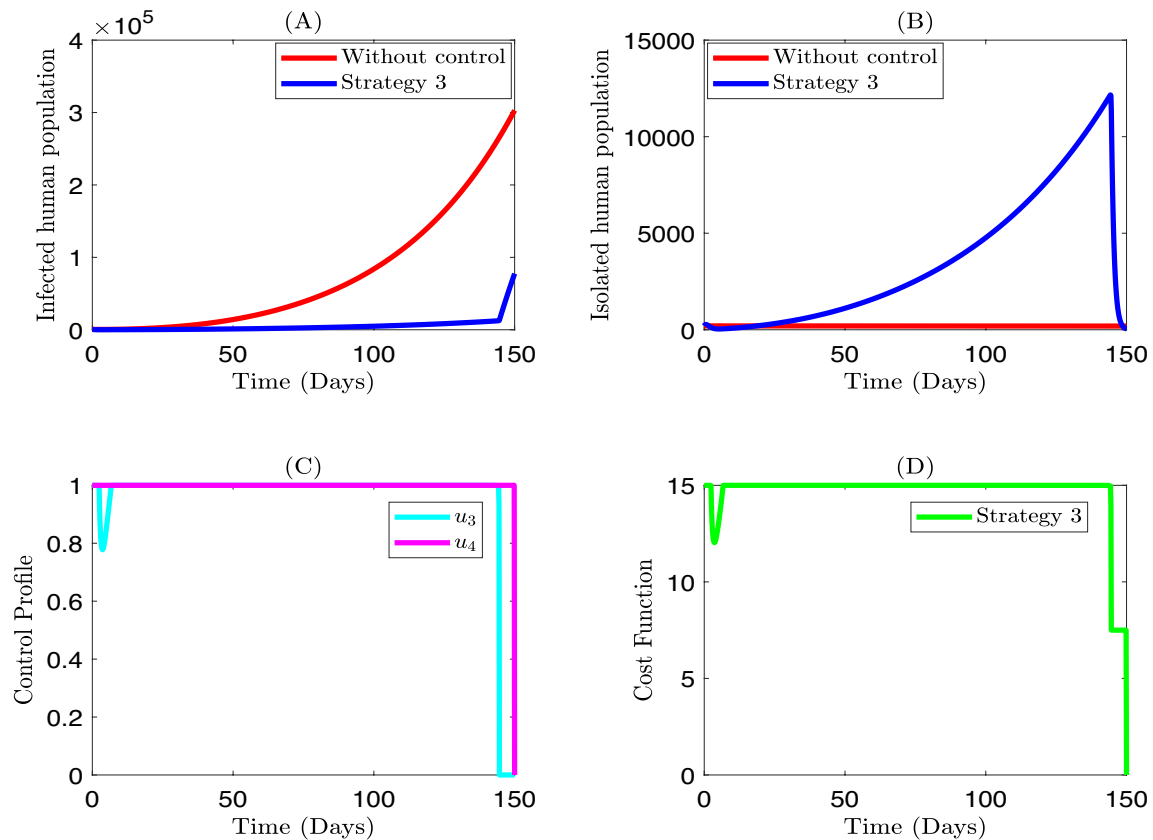 (A)
×10⁵
Infected human population
4
3
2
1
0
Without control
Strategy 3
0
50
100
150
Time (Days)
(B)
Isolated human population
15000
10000
5000
0
Without control
Strategy 3
0
50
100
150
Time (Days)
(C)
Control Profile
1
0.8
0.6
0.4
0.2
0
u₃
u₄
0
50
100
150
Time (Days)
(D)
Cost Function
15
10
5
0
Strategy 3
0
50
100
150
Time (Days)